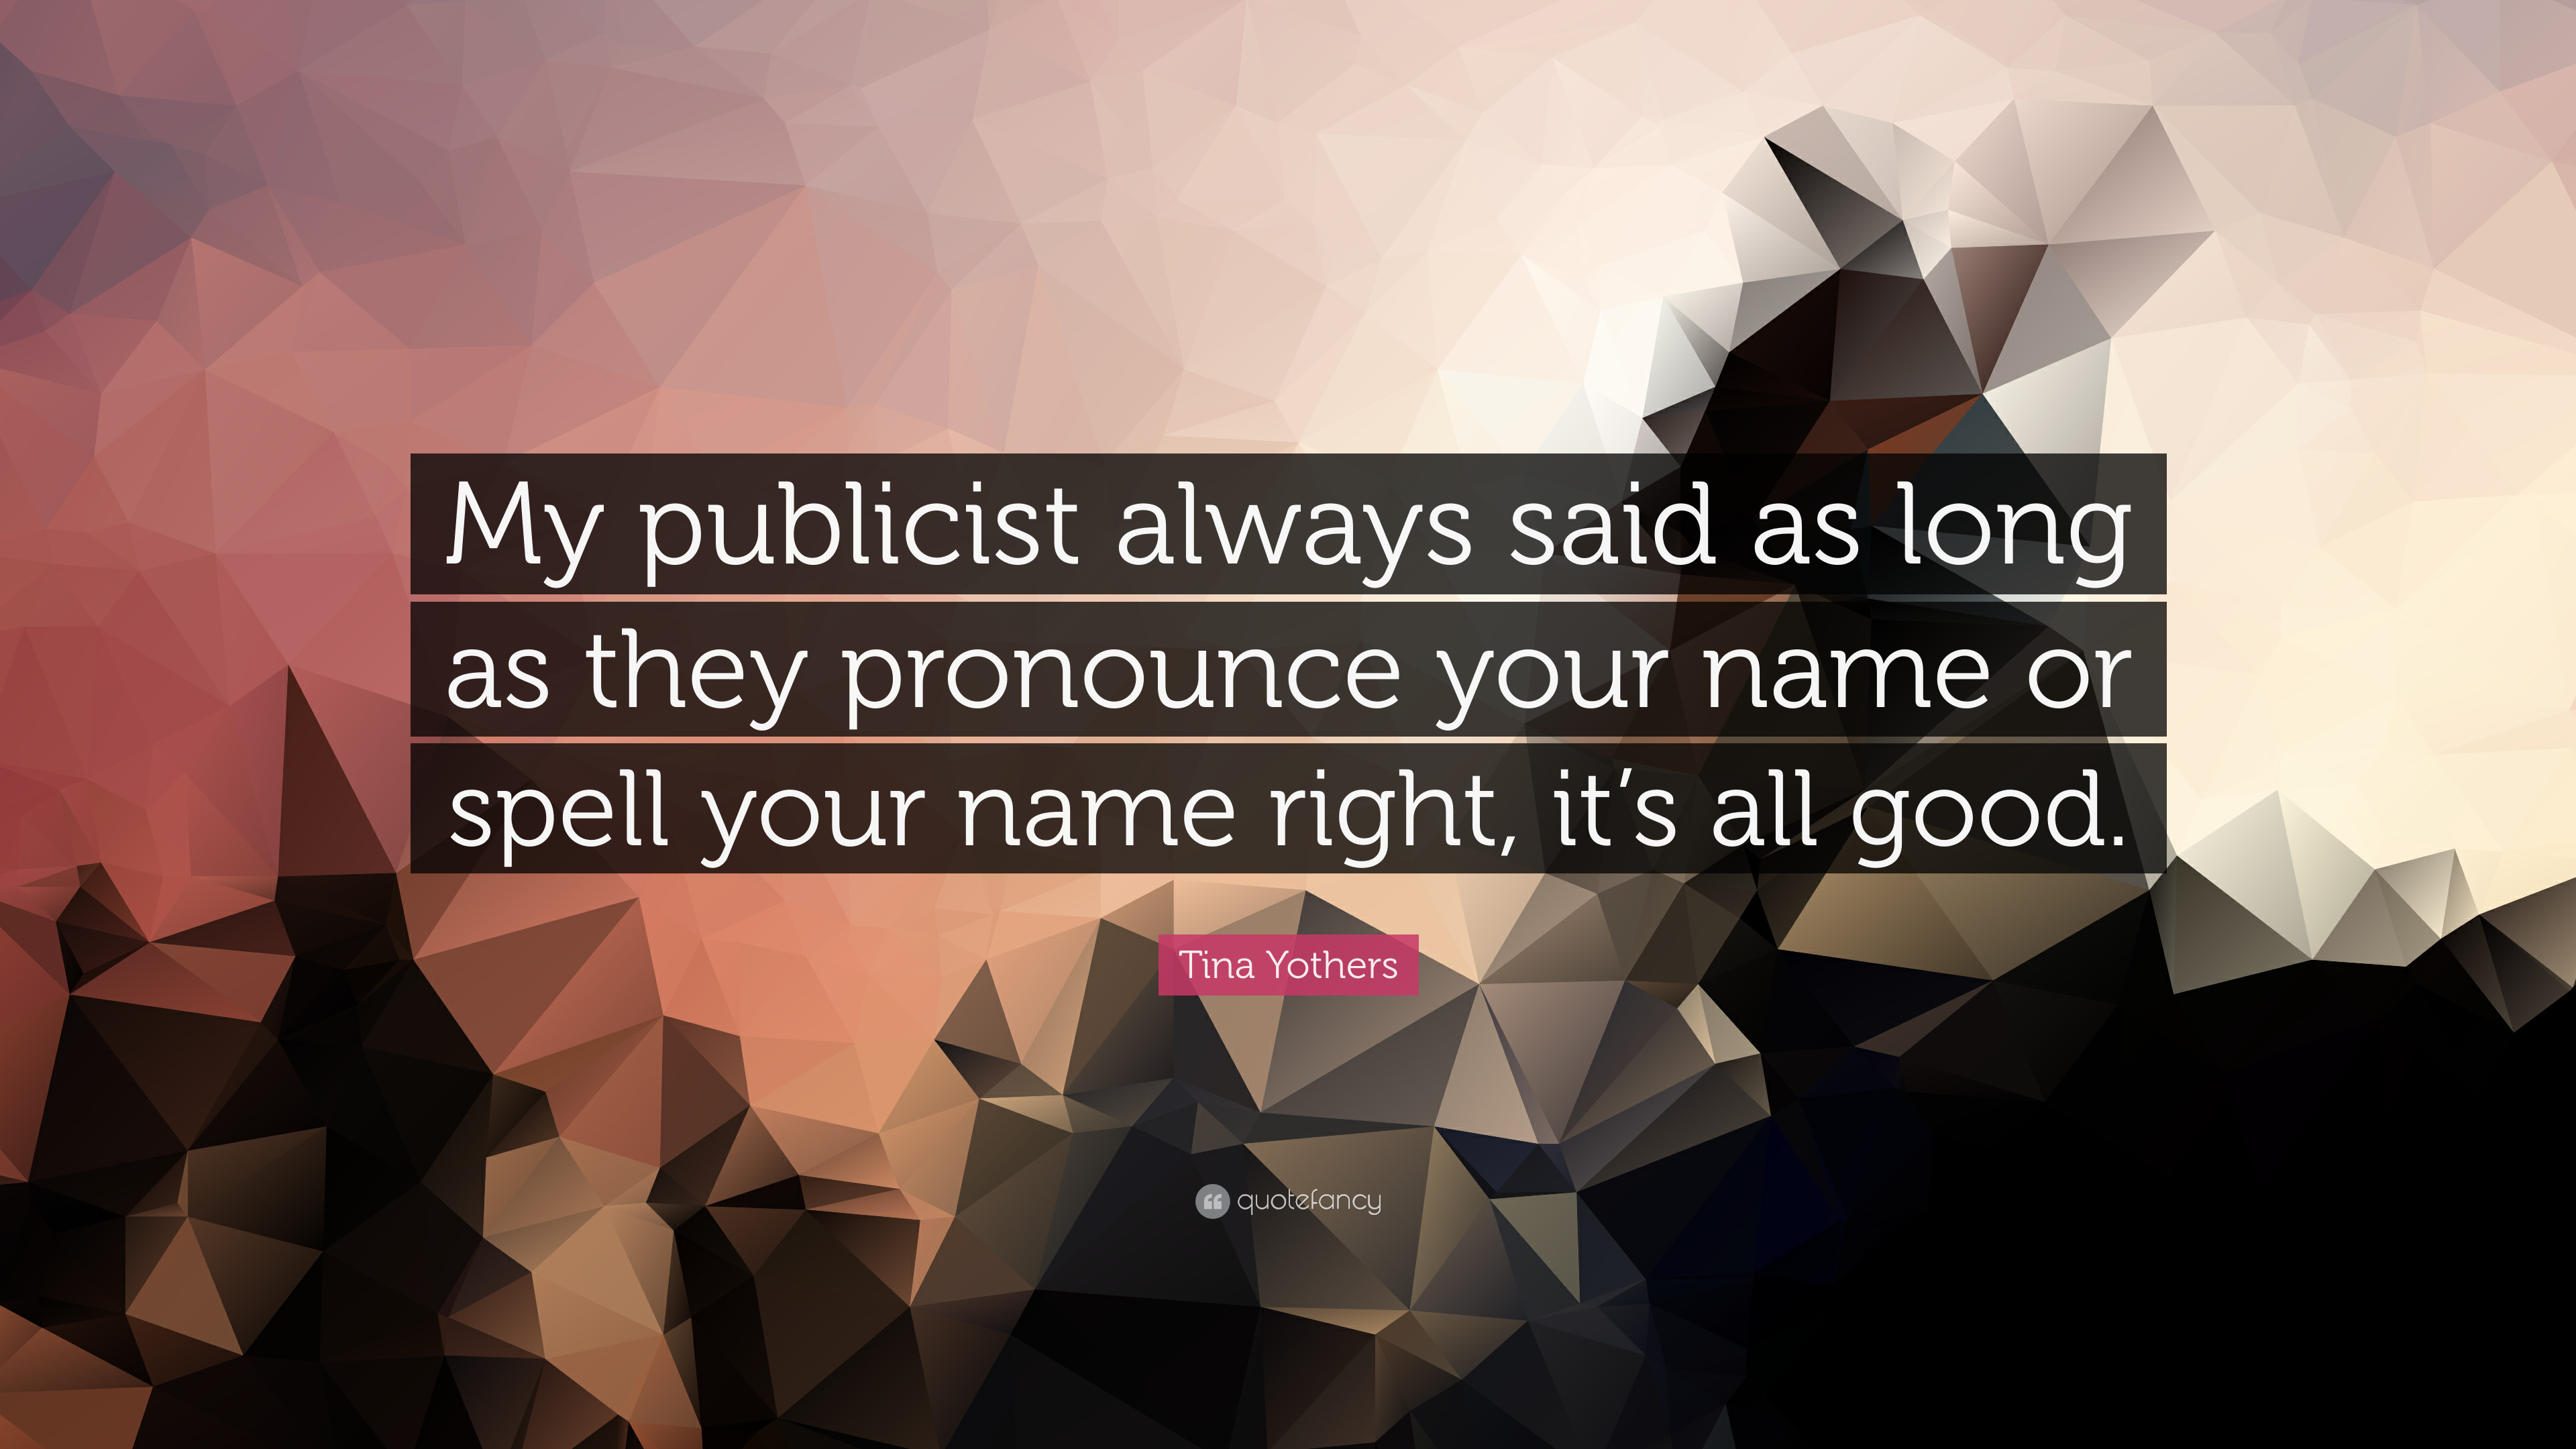 My publicist always said as long
as they pronounce your name or
spell your name right, it’s all good.
Tina Yothers
quotefancy